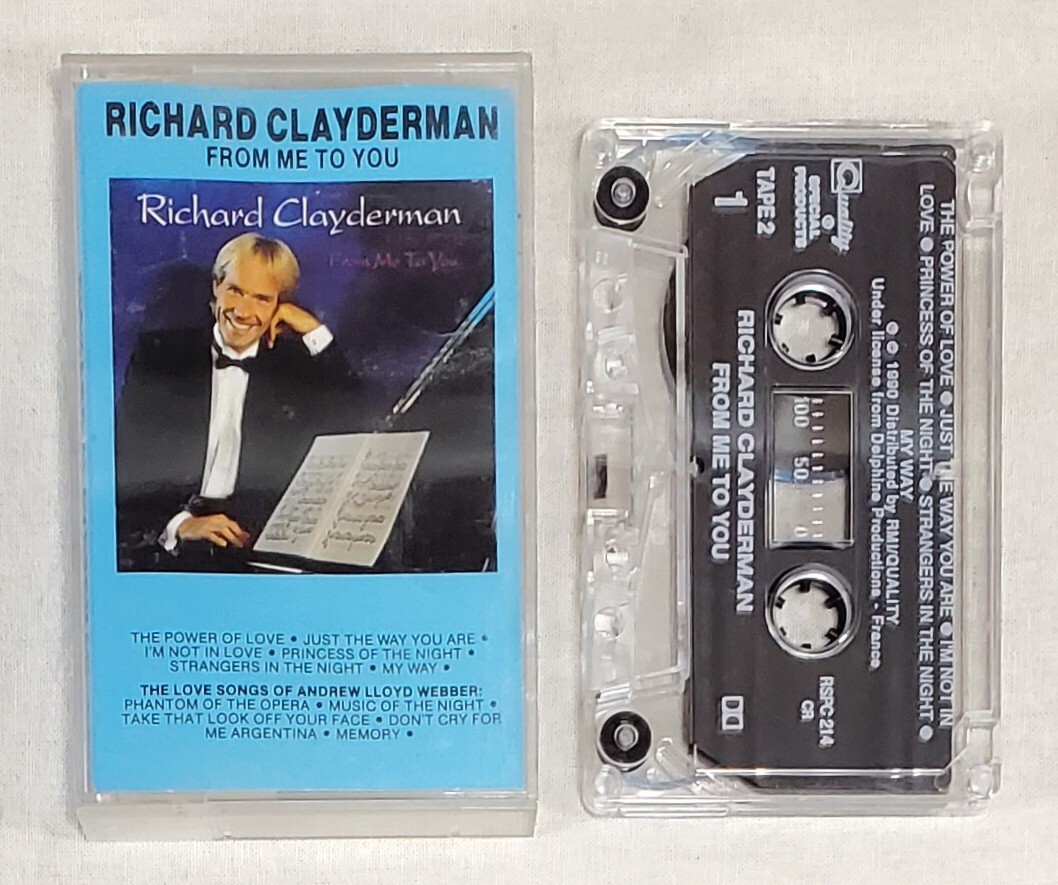 RICHARD CLAYDERMAN
FROM ME TO YOU
Richard Clayderman
From Me To You
THE POWER OF LOVE • JUST THE WAY YOU ARE •
I'M NOT IN LOVE • PRINCESS OF THE NIGHT •
STRANGERS IN THE NIGHT • MY WAY •
THE LOVE SONGS OF ANDREW LLOYD WEBBER:
PHANTOM OF THE OPERA • MUSIC OF THE NIGHT •
TAKE THAT LOOK OFF YOUR FACE • DON'T CRY FOR
ME ARGENTINA • MEMORY •
THE POWER OF LOVE • JUST THE WAY YOU ARE • I'M NOT IN
LOVE • PRINCESS OF THE NIGHT • STRANGERS IN THE NIGHT •
MY WAY
℗ © 1990 Distributed by RMI/QUALITY.
Under license from Delphine Productions - France
Quality
SPECIAL
PRODUCTS
TAPE 2
1
100 50 0
RSPC 214
CR
RICHARD CLAYDERMAN
FROM ME TO YOU